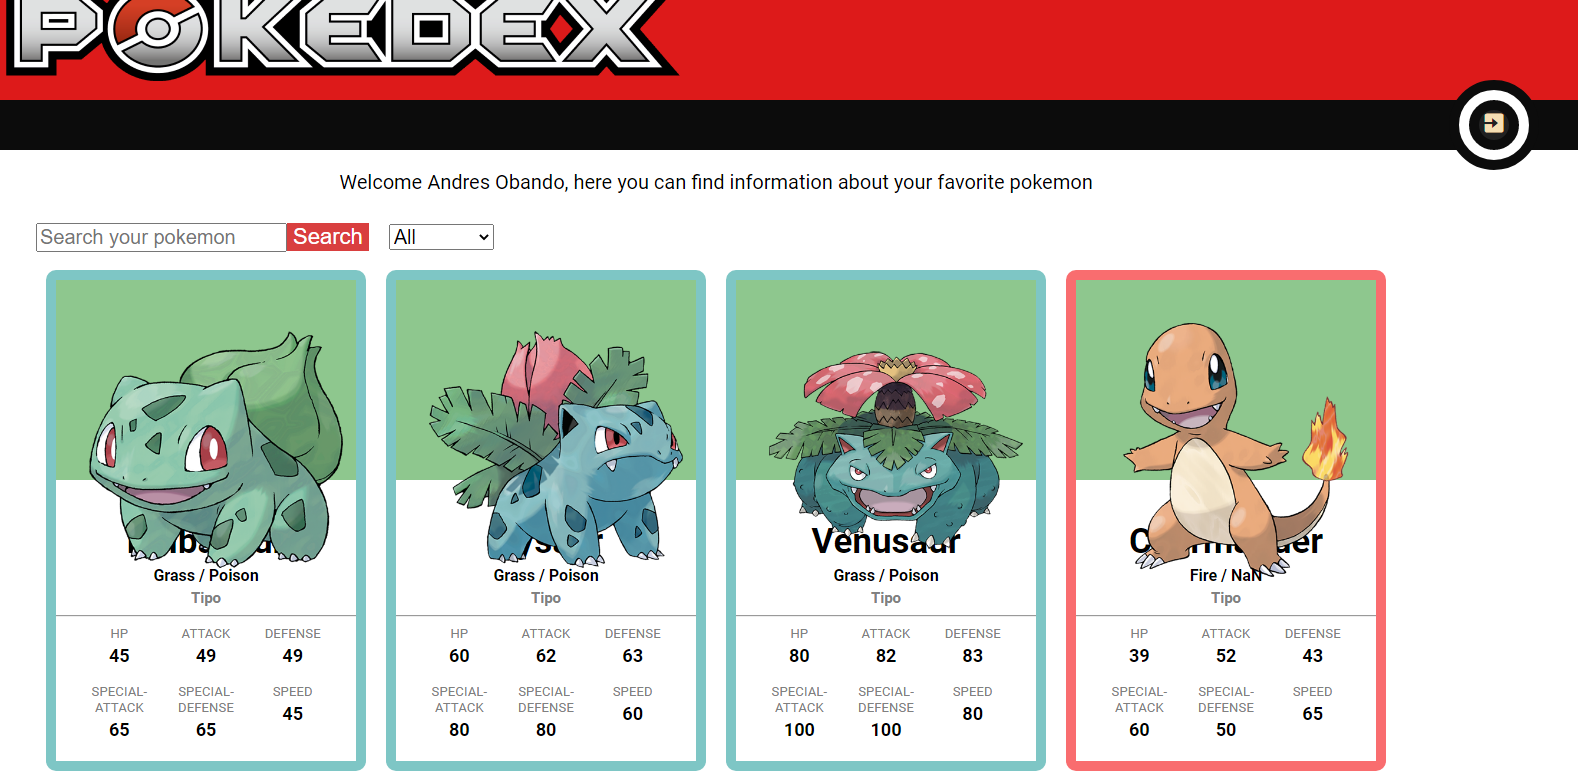 POKEDEX
Welcome Andres Obando, here you can find information about your favorite pokemon
Search your pokemon Search All
Venusaur
Grass / Poison Grass / Poison Grass / Poison Fire / NaN
Tipo Tipo Tipo Tipo
HP ATTACK DEFENSE HP ATTACK DEFENSE HP ATTACK DEFENSE HP ATTACK DEFENSE
45 49 49 60 62 63 80 82 83 39 52 43
SPECIAL- SPECIAL- SPEED SPECIAL- SPECIAL- SPEED SPECIAL- SPECIAL- SPEED SPECIAL- SPECIAL- SPEED
ATTACK DEFENSE 45 ATTACK DEFENSE 60 ATTACK DEFENSE 80 ATTACK DEFENSE 65
65 65 80 80 100 100 60 50